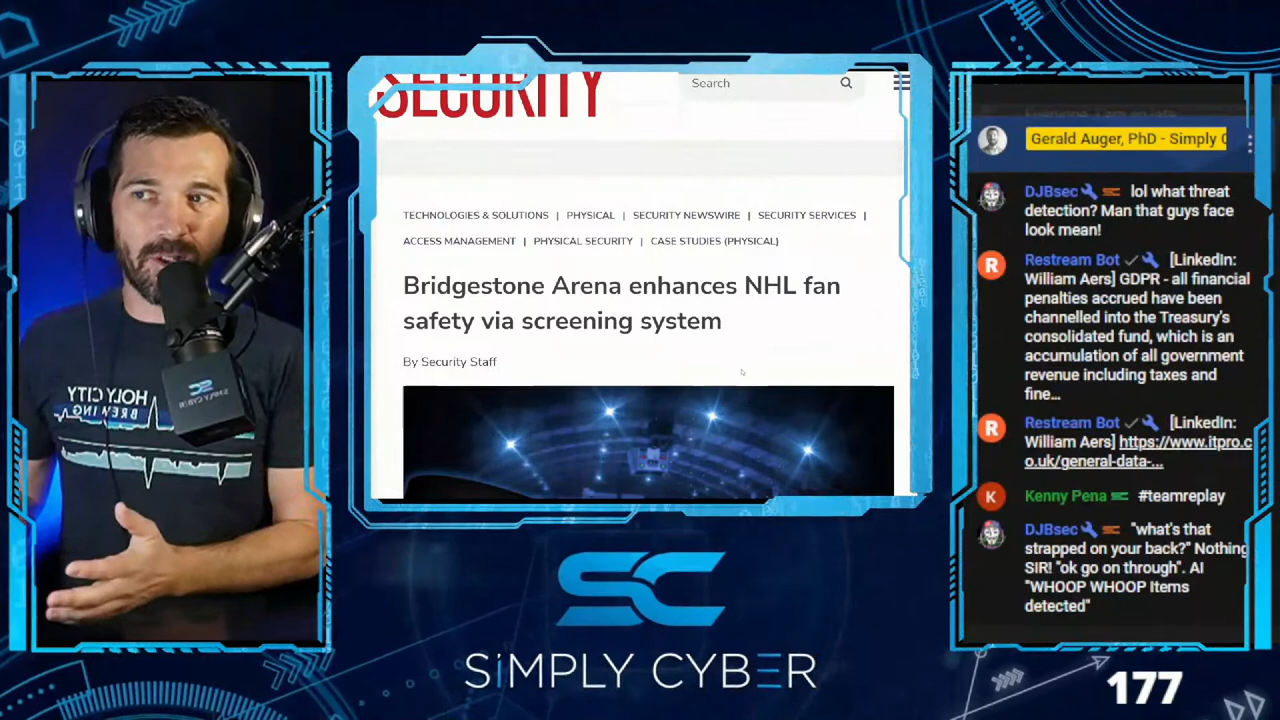 SECURITY
Search
TECHNOLOGIES & SOLUTIONS | PHYSICAL | SECURITY NEWSWIRE | SECURITY SERVICES |
ACCESS MANAGEMENT | PHYSICAL SECURITY | CASE STUDIES (PHYSICAL)
Bridgestone Arena enhances NHL fan
safety via screening system
By Security Staff
HOLY CITY
BREWING
SC
SIMPLY CYBER
SC
SIMPLY CYBER
Gerald Auger, PhD - Simply C
DJBsec lol what threat
detection? Man that guys face
look mean!
R
Restream Bot [LinkedIn:
William Aers] GDPR - all financial
penalties accrued have been
channelled into the Treasury's
consolidated fund, which is an
accumulation of all government
revenue including taxes and
fine...
R
Restream Bot [LinkedIn:
William Aers] https://www.itpro.c
o.uk/general-data-...
K
Kenny Pena #teamreplay
DJBsec "what's that
strapped on your back?" Nothing
SIR! "ok go on through". AI
"WHOOP WHOOP Items
detected"
177